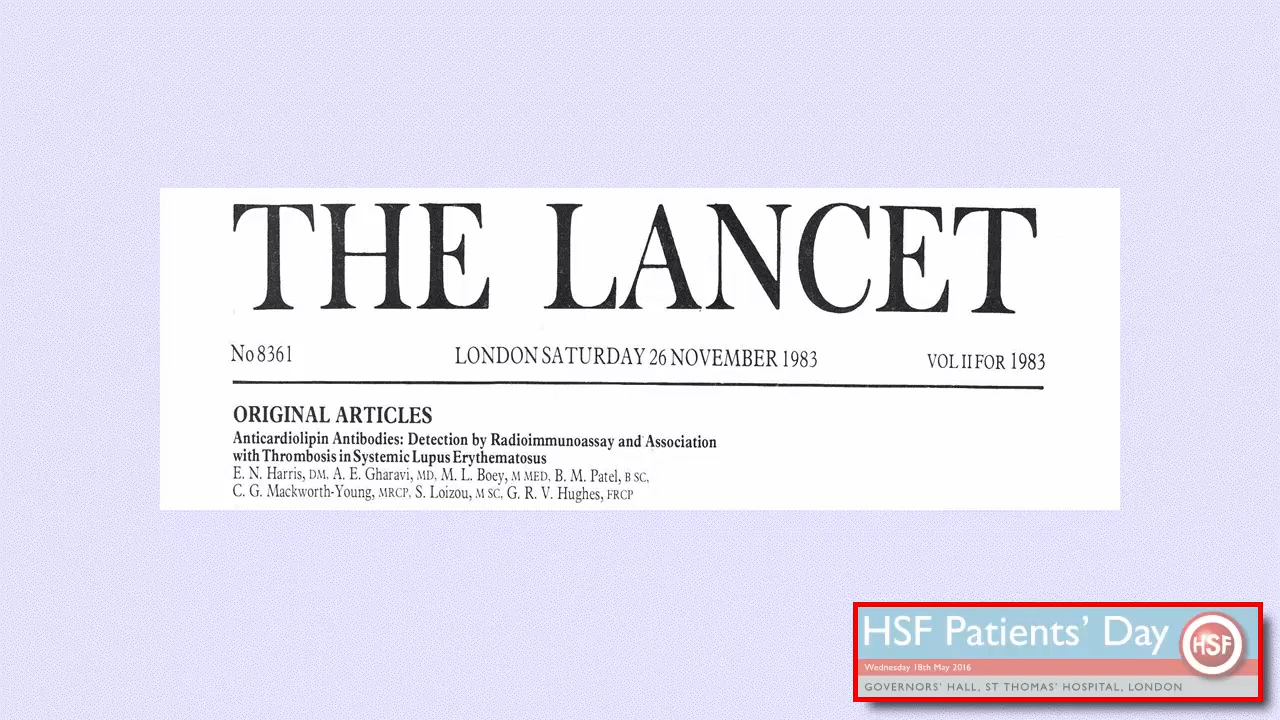 THE LANCET
No 8361 LONDON SATURDAY 26 NOVEMBER 1983 VOL II FOR 1983
ORIGINAL ARTICLES
Anticardiolipin Antibodies: Detection by Radioimmunoassay and Association
with Thrombosis in Systemic Lupus Erythematosus
E. N. Harris, DM, A. E. Gharavi, MD, M. L. Boey, M MED, B. M. Patel, B SC,
C. G. Mackworth-Young, MRCP, S. Loizou, M SC, G. R. V. Hughes, FRCP
HSF Patients' Day
HSF
Wednesday 18th May 2016
GOVERNORS' HALL, ST THOMAS' HOSPITAL, LONDON